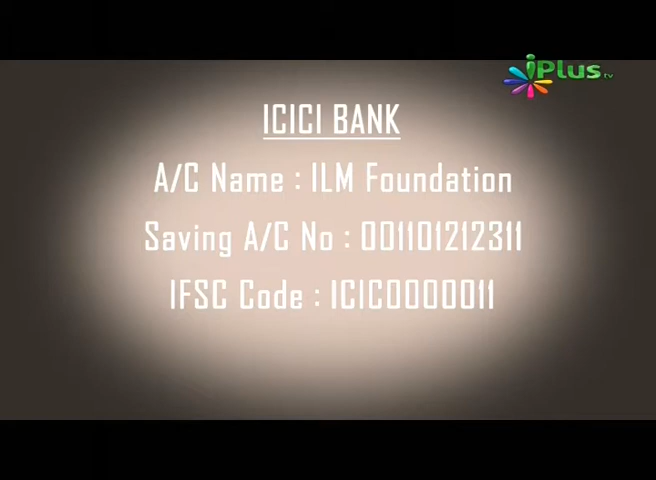 iPlus tv
ICICI BANK
A/C Name : ILM Foundation
Saving A/C No : 001101212311
IFSC Code : ICIC0000011